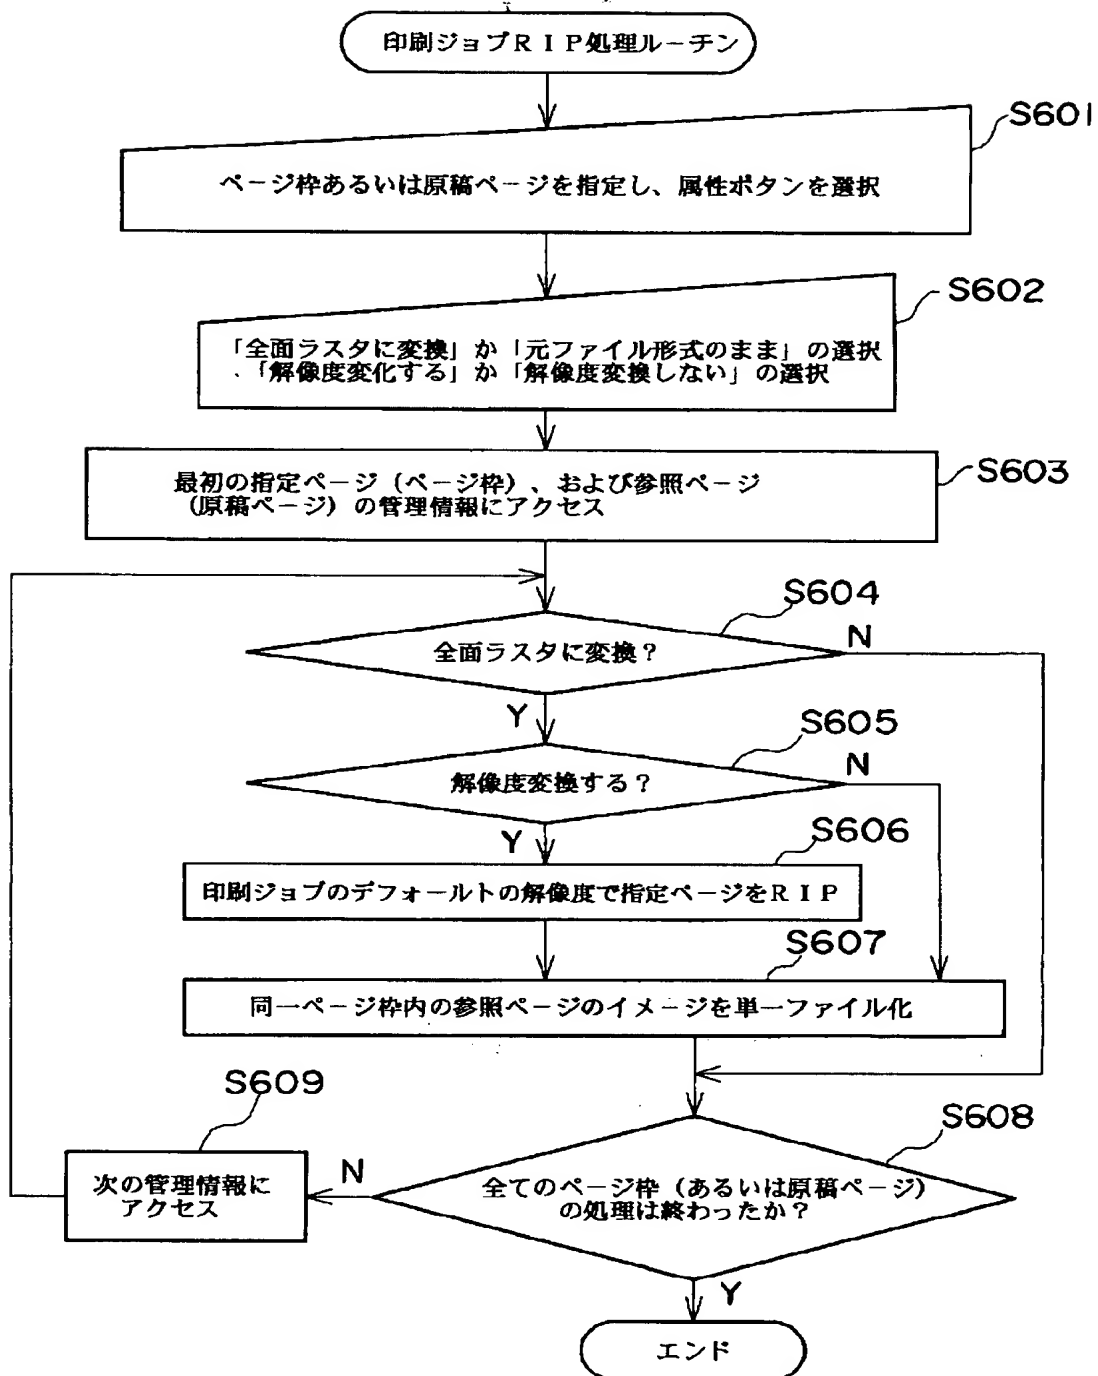 印刷ジョブRIP処理ルーチン
S601
ページ枠あるいは原稿ページを指定し、属性ボタンを選択
S602
「全面ラスタに変換」か「元ファイル形式のまま」の選択
「解像度変化する」か「解像度変換しない」の選択
S603
最初の指定ページ(ページ枠)、および参照ページ
(原稿ページ)の管理情報にアクセス
S604
全面ラスタに変換?
N
Y
S605
解像度変換する?
N
Y
S606
印刷ジョブのデフォールトの解像度で指定ページをRIP
S607
同一ページ枠内の参照ページのイメージを単一ファイル化
S608
全てのページ枠(あるいは原稿ページ)
の処理は終わったか?
N
S609
次の管理情報に
アクセス
Y
エンド